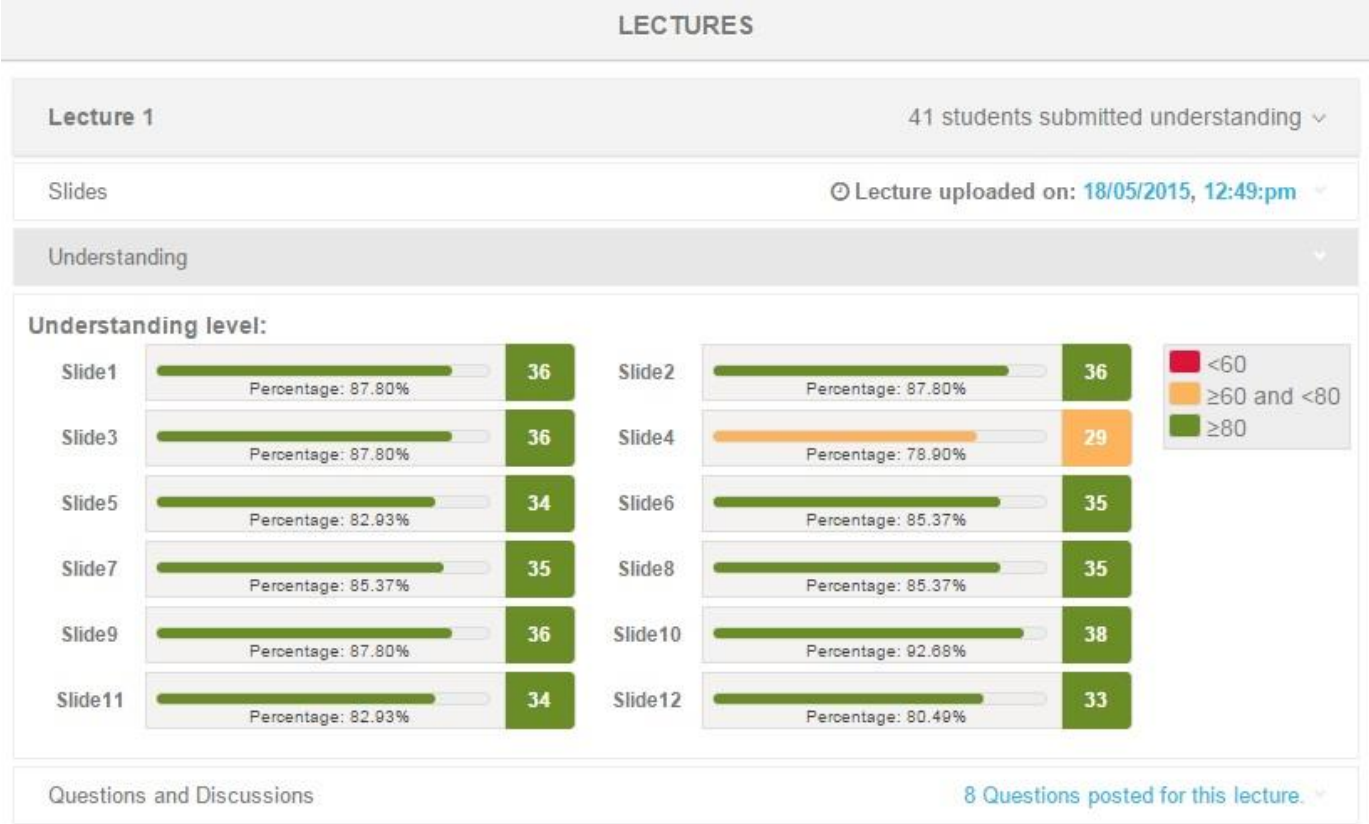 LECTURES
Lecture 1 41 students submitted understanding
Slides Lecture uploaded on: 18/05/2015, 12:49:pm
Understanding
Understanding level:
Slide1 Percentage: 87.80% 36 Slide2 Percentage: 87.80% 36 <60
≥60 and <80
Slide3 Percentage: 87.80% 36 Slide4 Percentage: 78.90% 29 ≥80
Slide5 Percentage: 82.93% 34 Slide6 Percentage: 85.37% 35
Slide7 Percentage: 85.37% 35 Slide8 Percentage: 85.37% 35
Slide9 Percentage: 87.80% 36 Slide10 Percentage: 92.68% 38
Slide11 Percentage: 82.93% 34 Slide12 Percentage: 80.49% 33
Questions and Discussions 8 Questions posted for this lecture.